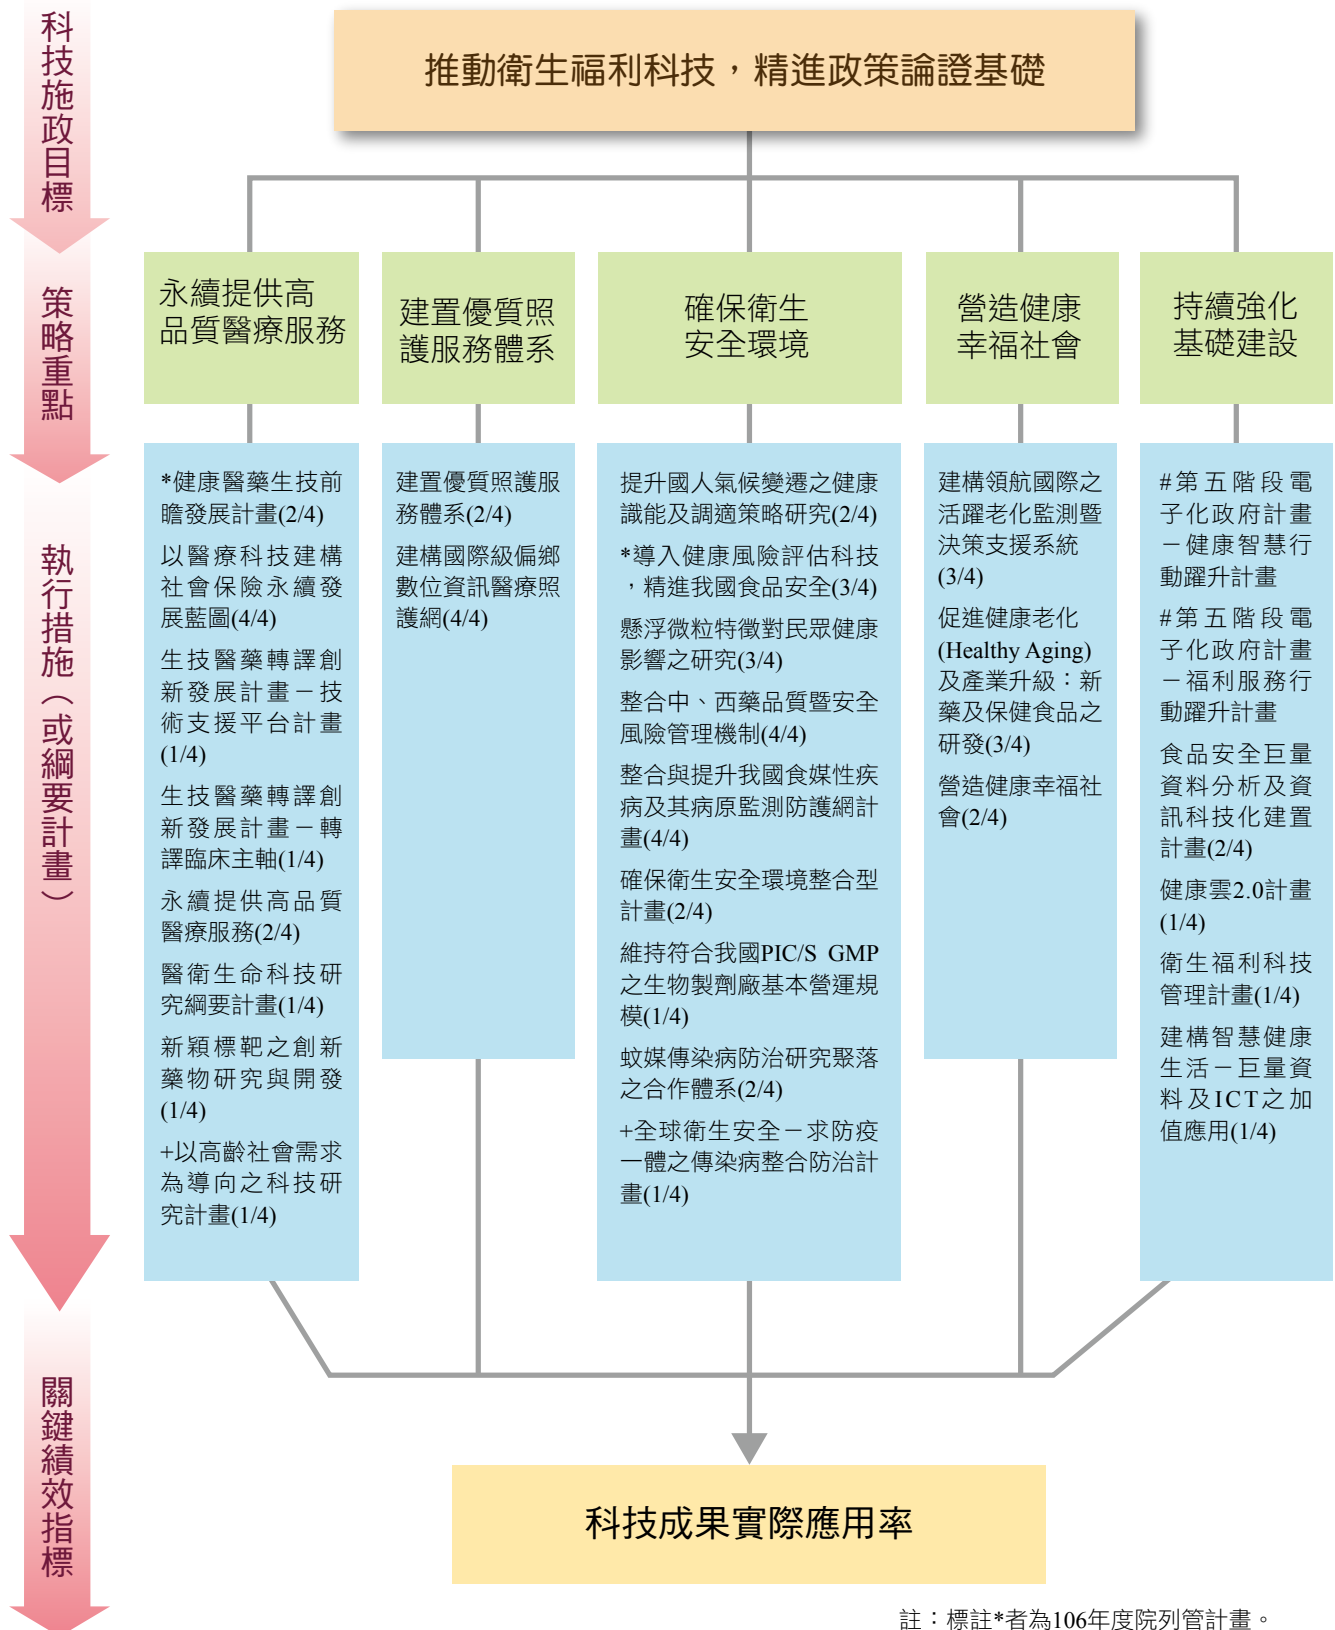 科技施政目標
推動衛生福利科技，精進政策論證基礎
策略重點
永續提供高
品質醫療服務
建置優質照
護服務體系
確保衛生
安全環境
營造健康
幸福社會
持續強化
基礎建設
執行措施（或綱要計畫）
*健康醫藥生技前
瞻發展計畫(2/4)
以醫療科技建構
社會保險永續發
展藍圖(4/4)
生技醫藥轉譯創
新發展計畫－技
術支援平台計畫
(1/4)
生技醫藥轉譯創
新發展計畫－轉
譯臨床主軸(1/4)
永續提供高品質
醫療服務(2/4)
醫衛生命科技研
究綱要計畫(1/4)
新穎標靶之創新
藥物研究與開發
(1/4)
+以高齡社會需求
為導向之科技研
究計畫(1/4)
建置優質照護服
務體系(2/4)
建構國際級偏鄉
數位資訊醫療照
護網(4/4)
提升國人氣候變遷之健康
識能及調適策略研究(2/4)
*導入健康風險評估科技
，精進我國食品安全(3/4)
懸浮微粒特徵對民眾健康
影響之研究(3/4)
整合中、西藥品質暨安全
風險管理機制(4/4)
整合與提升我國食媒性疾
病及其病原監測防護網計
畫(4/4)
確保衛生安全環境整合型
計畫(2/4)
維持符合我國PIC/S GMP
之生物製劑廠基本營運規
模(1/4)
蚊媒傳染病防治研究聚落
之合作體系(2/4)
+全球衛生安全－求防疫
一體之傳染病整合防治計
畫(1/4)
建構領航國際之
活躍老化監測暨
決策支援系統
(3/4)
促進健康老化
(Healthy Aging)
及產業升級：新
藥及保健食品之
研發(3/4)
營造健康幸福社
會(2/4)
#第五階段電
子化政府計畫
－健康智慧行
動躍升計畫
#第五階段電
子化政府計畫
－福利服務行
動躍升計畫
食品安全巨量
資料分析及資
訊科技化建置
計畫(2/4)
健康雲2.0計畫
(1/4)
衛生福利科技
管理計畫(1/4)
建構智慧健康
生活－巨量資
料及ICT之加
值應用(1/4)
關鍵績效指標
科技成果實際應用率
註：標註*者為106年度院列管計畫。